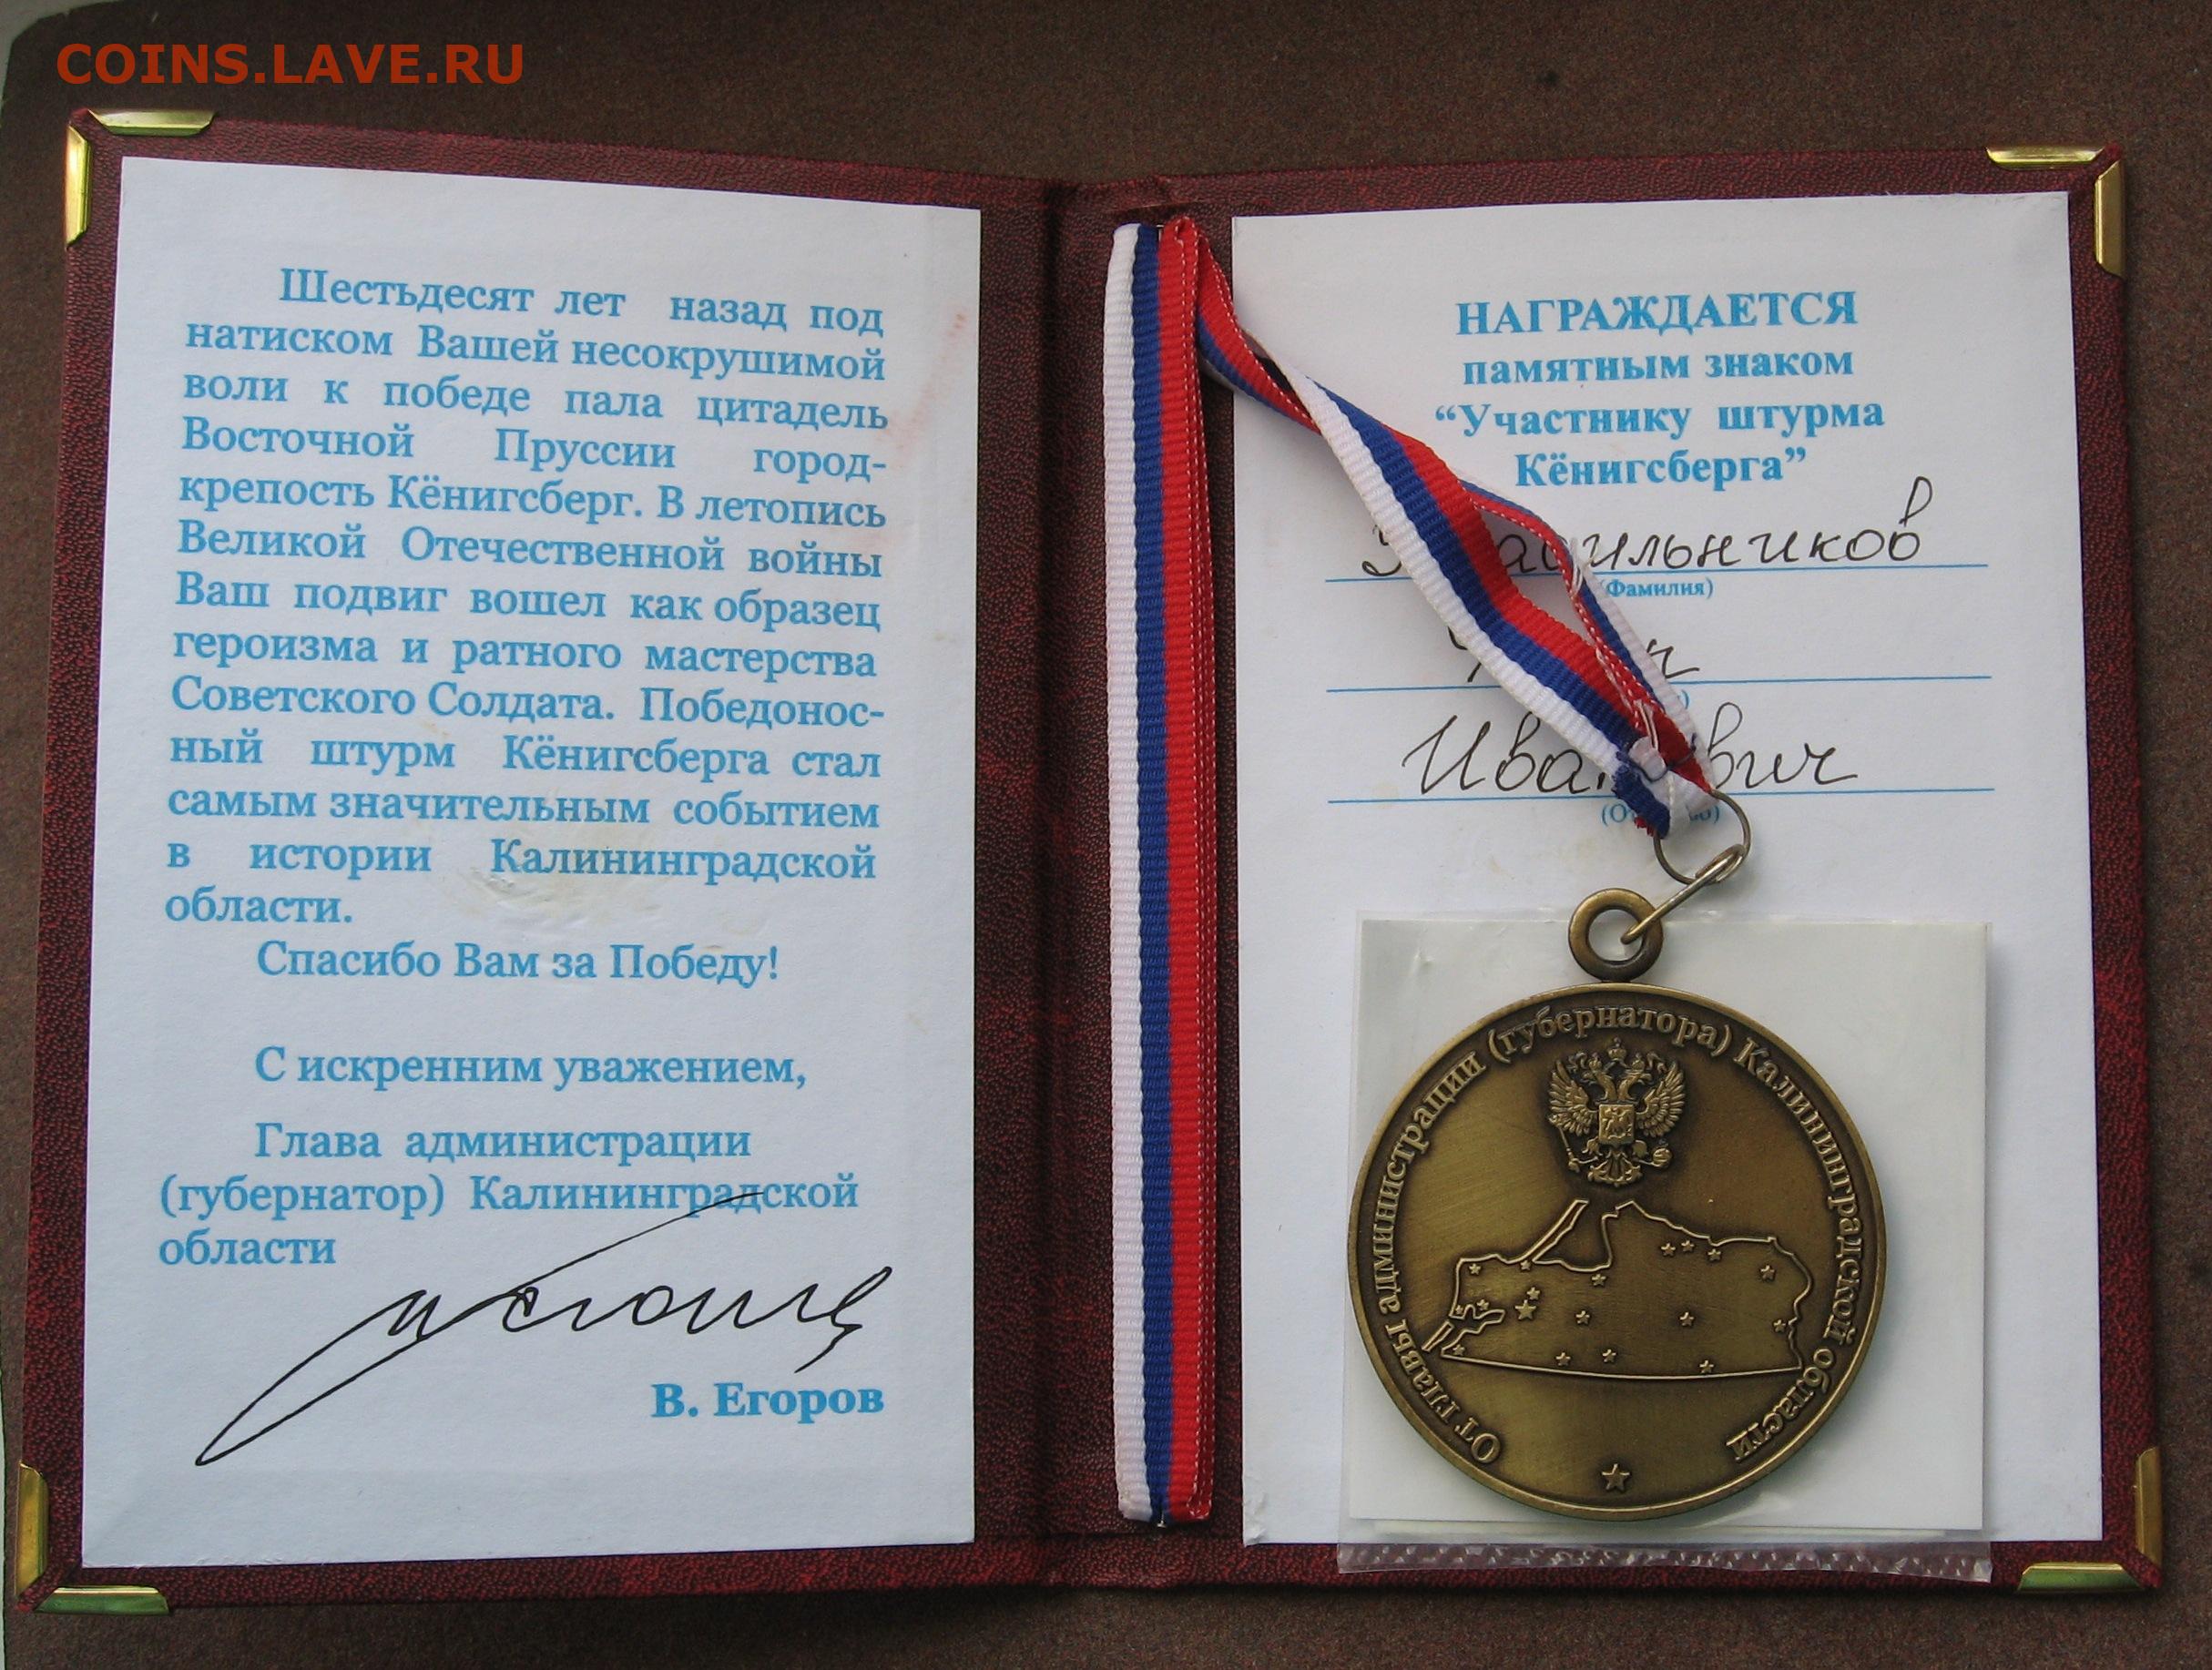 COINS.LAVE.RU
Шестьдесят лет назад под
натиском Вашей несокрушимой
воли к победе пала цитадель
Восточной Пруссии город-
крепость Кёнигсберг. В летопись
Великой Отечественной войны
Ваш подвиг вошел как образец
героизма и ратного мастерства
Советского Солдата. Победонос-
ный штурм Кёнигсберга стал
самым значительным событием
в истории Калининградской
области.
Спасибо Вам за Победу!
С искренним уважением,
Глава администрации
(губернатор) Калининградской
области
В. Егоров
НАГРАЖДАЕТСЯ
памятным знаком
“Участнику штурма
Кёнигсберга”
(Фамилия)
От главы администрации (губернатора) Калининградской области